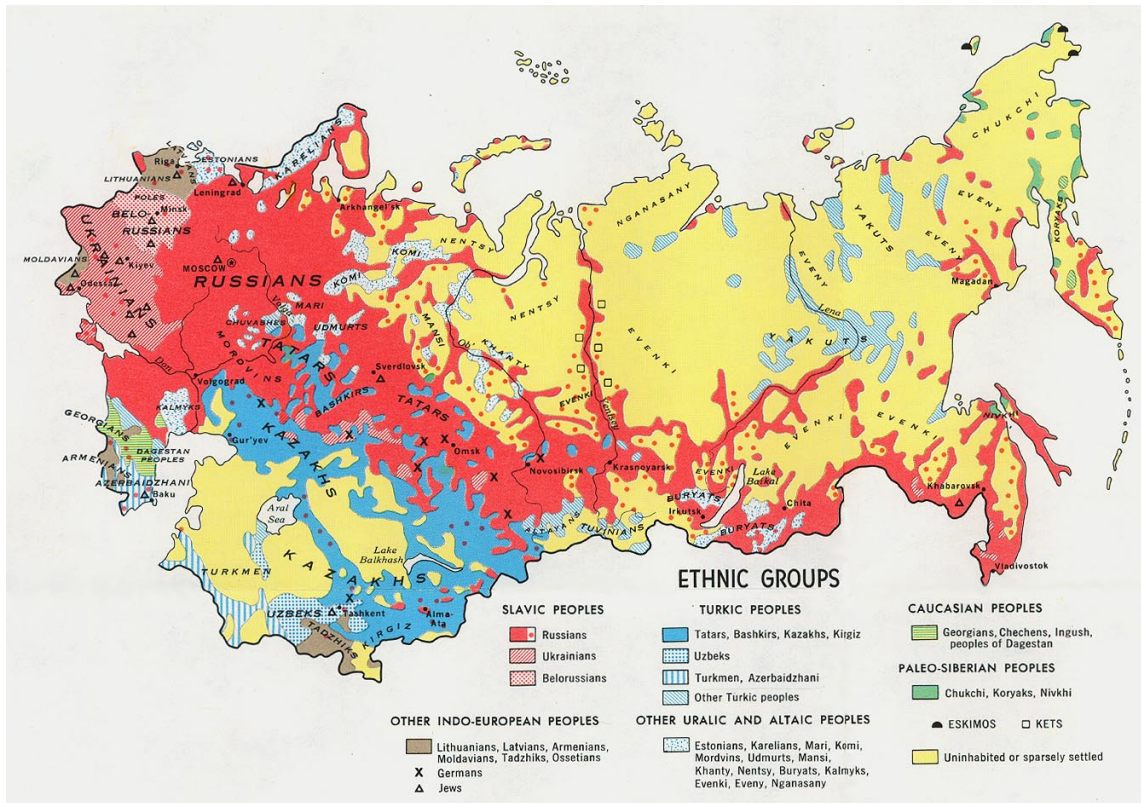 CHUKCHI
LATVIANS
Riga
ESTONIANS
KARELIANS
LITHUANIANS
Leningrad
POLES
Arkhangel'sk
NGANASANY
EVENY
BELO
Minsk
RUSSIANS
YAKUTS
KORYAKS
UKRAINIANS
KOMI
NENTSY
EVENY
MOLDAVIANS
Kiyev
MOSCOW
EVENY
Odessa
RUSSIANS
KOMI
Magadan
Volga
MARI
NENTSY
Lena
CHUVASHES
UDMURTS
MANSI
EVENKI
YAKUTS
MORDVINS
TATARS
Ob'
KHANTY
Don
Sverdlovsk
Volgograd
BASHKIRS
TATARS
EVENKI
Yenisey
KALMYKS
EVENKI
EVENKI
NIVKHI
GEORGIANS
Gur'yev
KAZAKHS
Omsk
DAGESTAN
PEOPLES
ARMENIANS
Novosibirsk
Krasnoyarsk
EVENKI
Lake
Baikal
AZERBAIDZHANI
Baku
BURYATS
Khabarovsk
Aral
Sea
Irkutsk
Chita
ALTAYANS
TUVINIANS
BURYATS
Lake
Balkhash
KAZAKHS
TURKMEN
Vladivostok
UZBEKS
Tashkent
Alma-
Ata
TADZHIKS
KIRGIZ
ETHNIC GROUPS
SLAVIC PEOPLES
Russians
Ukrainians
Belorussians
TURKIC PEOPLES
Tatars, Bashkirs, Kazakhs, Kirgiz
Uzbeks
Turkmen, Azerbaidzhani
Other Turkic peoples
CAUCASIAN PEOPLES
Georgians, Chechens, Ingush,
peoples of Dagestan
PALEO-SIBERIAN PEOPLES
Chukchi, Koryaks, Nivkhi
ESKIMOS
KETS
Uninhabited or sparsely settled
OTHER INDO-EUROPEAN PEOPLES
Lithuanians, Latvians, Armenians,
Moldavians, Tadzhiks, Ossetians
X Germans
Jews
OTHER URALIC AND ALTAIC PEOPLES
Estonians, Karelians, Mari, Komi,
Mordvins, Udmurts, Mansi,
Khanty, Nentsy, Buryats, Kalmyks,
Evenki, Eveny, Nganasany